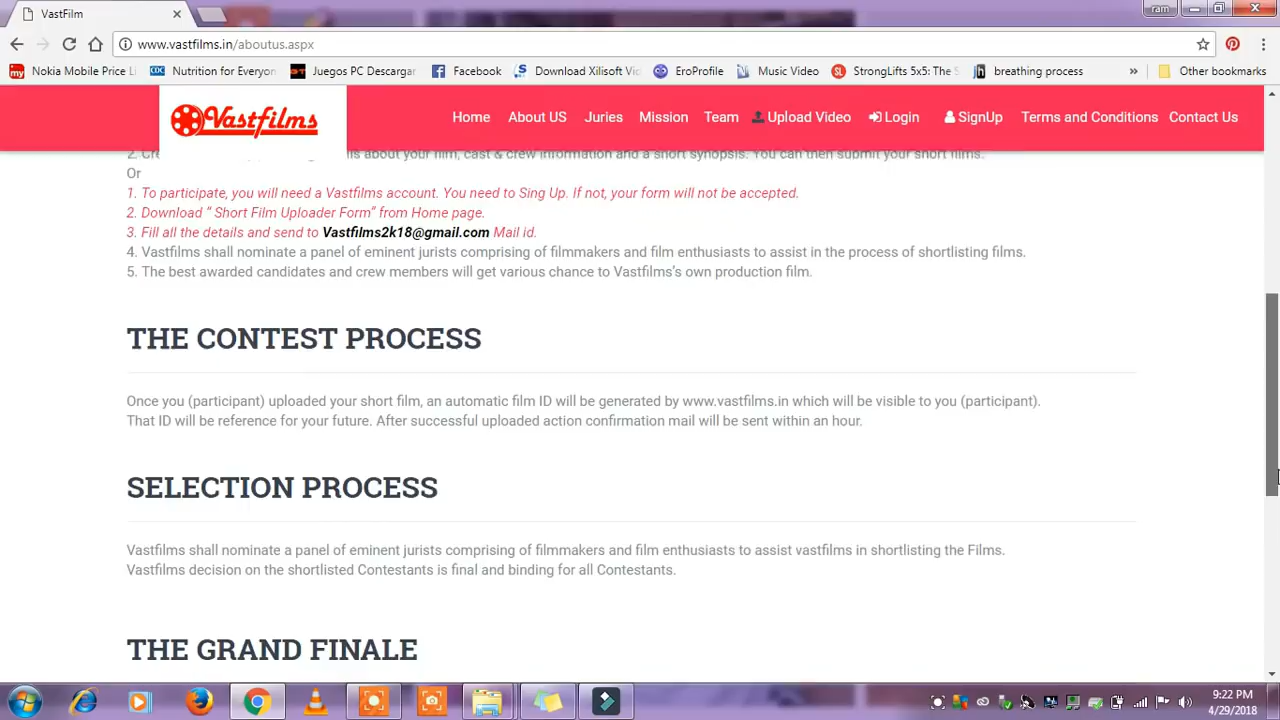 VastFilm
ram
www.vastfilms.in/aboutus.aspx
Nokia Mobile Price Li
Nutrition for Everyon
Juegos PC Descargar
Facebook
Download Xilisoft Vi
EroProfile
Music Video
StrongLifts 5x5: The S
breathing process
»
Other bookmarks
Vastfilms
Home About US Juries Mission Team Upload Video Login SignUp Terms and Conditions Contact Us
about your film, cast & crew information and a short synopsis. You can then submit your short films.
Or
1. To participate, you will need a Vastfilms account. You need to Sing Up. If not, your form will not be accepted.
2. Download “ Short Film Uploader Form” from Home page.
3. Fill all the details and send to Vastfilms2k18@gmail.com Mail id.
4. Vastfilms shall nominate a panel of eminent jurists comprising of filmmakers and film enthusiasts to assist in the process of shortlisting films.
5. The best awarded candidates and crew members will get various chance to Vastfilms’s own production film.
THE CONTEST PROCESS
Once you (participant) uploaded your short film, an automatic film ID will be generated by www.vastfilms.in which will be visible to you (participant).
That ID will be reference for your future. After successful uploaded action confirmation mail will be sent within an hour.
SELECTION PROCESS
Vastfilms shall nominate a panel of eminent jurists comprising of filmmakers and film enthusiasts to assist vastfilms in shortlisting the Films.
Vastfilms decision on the shortlisted Contestants is final and binding for all Contestants.
THE GRAND FINALE
9:22 PM
4/29/2018